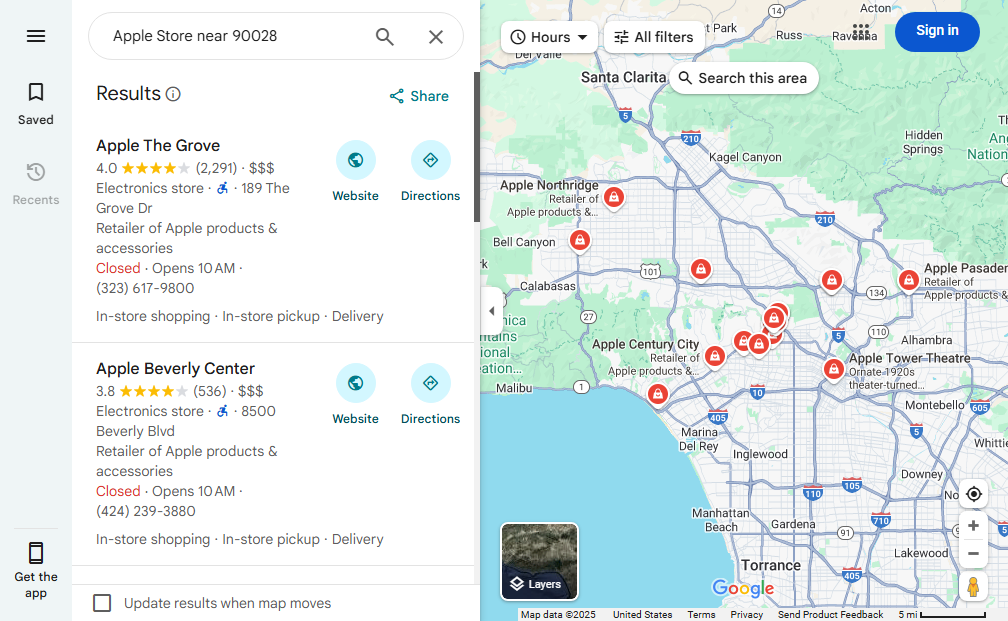 Apple Store near 90028
Saved
Recents
Get the
app
Results
Share
Apple The Grove
4.0 (2,291) · $$$
Electronics store · · 189 The
Grove Dr
Retailer of Apple products &
accessories
Closed · Opens 10 AM ·
(323) 617-9800
In-store shopping · In-store pickup · Delivery
Website
Directions
Apple Beverly Center
3.8 (536) · $$$
Electronics store · · 8500
Beverly Blvd
Retailer of Apple products &
accessories
Closed · Opens 10 AM ·
(424) 239-3880
In-store shopping · In-store pickup · Delivery
Website
Directions
Update results when map moves
Hours
All filters
Sign in
Search this area
14
Acton
Russ
Ravenna
Del Valle
Santa Clarita
5
210
Kagel Canyon
Hidden
Springs
Nation
Apple Northridge
Retailer of
Apple products &...
210
Bell Canyon
101
Calabasas
134
Apple Pasaden
Retailer of
Apple products &
27
5
110
Alhambra
Apple Century City
Retailer of
Apple products &...
Apple Tower Theatre
Ornate 1920s
theater-turned...
Malibu
1
10
Montebello
605
405
5
Marina
Del Rey
Inglewood
Whittie
Downey
105
110
Manhattan
Beach
710
Gardena
91
Lakewood
Torrance
405
Layers
Google
Map data ©2025
United States
Terms
Privacy
Send Product Feedback
5 mi